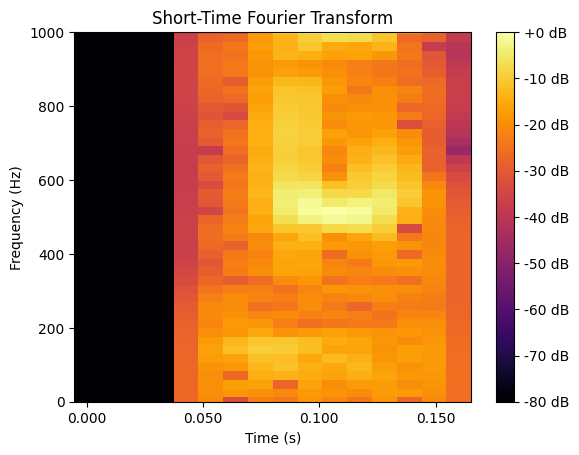 Short-Time Fourier Transform
1000
800
600
400
200
0
Frequency (Hz)
0.000
0.050
0.100
0.150
Time (s)
+0 dB
-10 dB
-20 dB
-30 dB
-40 dB
-50 dB
-60 dB
-70 dB
-80 dB